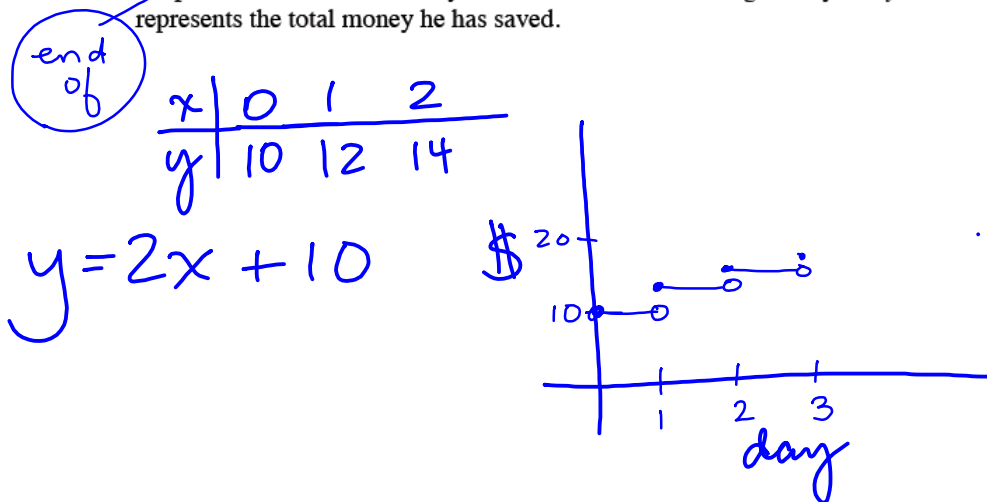 represents the total money he has saved.
end
of
x 0 1 2
y 10 12 14
y = 2x + 10
$ 20
10
1 2 3
day